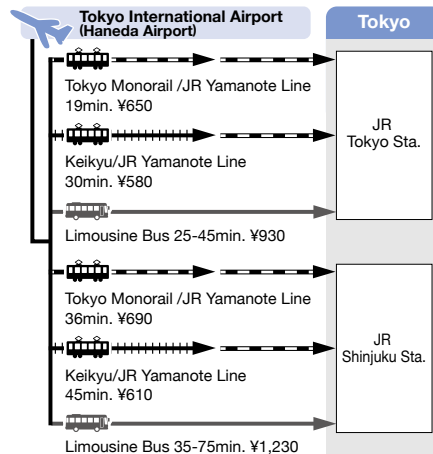 Tokyo International Airport
(Haneda Airport)
Tokyo
Tokyo Monorail /JR Yamanote Line
19min. ¥650
JR
Tokyo Sta.
Keikyu/JR Yamanote Line
30min. ¥580
Limousine Bus 25-45min. ¥930
Tokyo Monorail /JR Yamanote Line
36min. ¥690
JR
Shinjuku Sta.
Keikyu/JR Yamanote Line
45min. ¥610
Limousine Bus 35-75min. ¥1,230